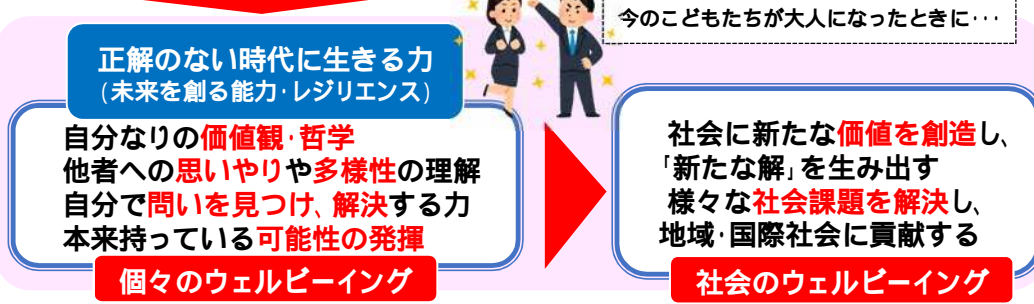 今のこどもたちが大人になったときに･･･
正解のない時代に生きる力
(未来を創る能力･レジリエンス)
自分なりの価値観･哲学
他者への思いやりや多様性の理解
自分で問いを見つけ、解決する力
本来持っている可能性の発揮
個々のウェルビーイング
社会に新たな価値を創造し、
｢新たな解｣を生み出す
様々な社会課題を解決し、
地域･国際社会に貢献する
社会のウェルビーイング